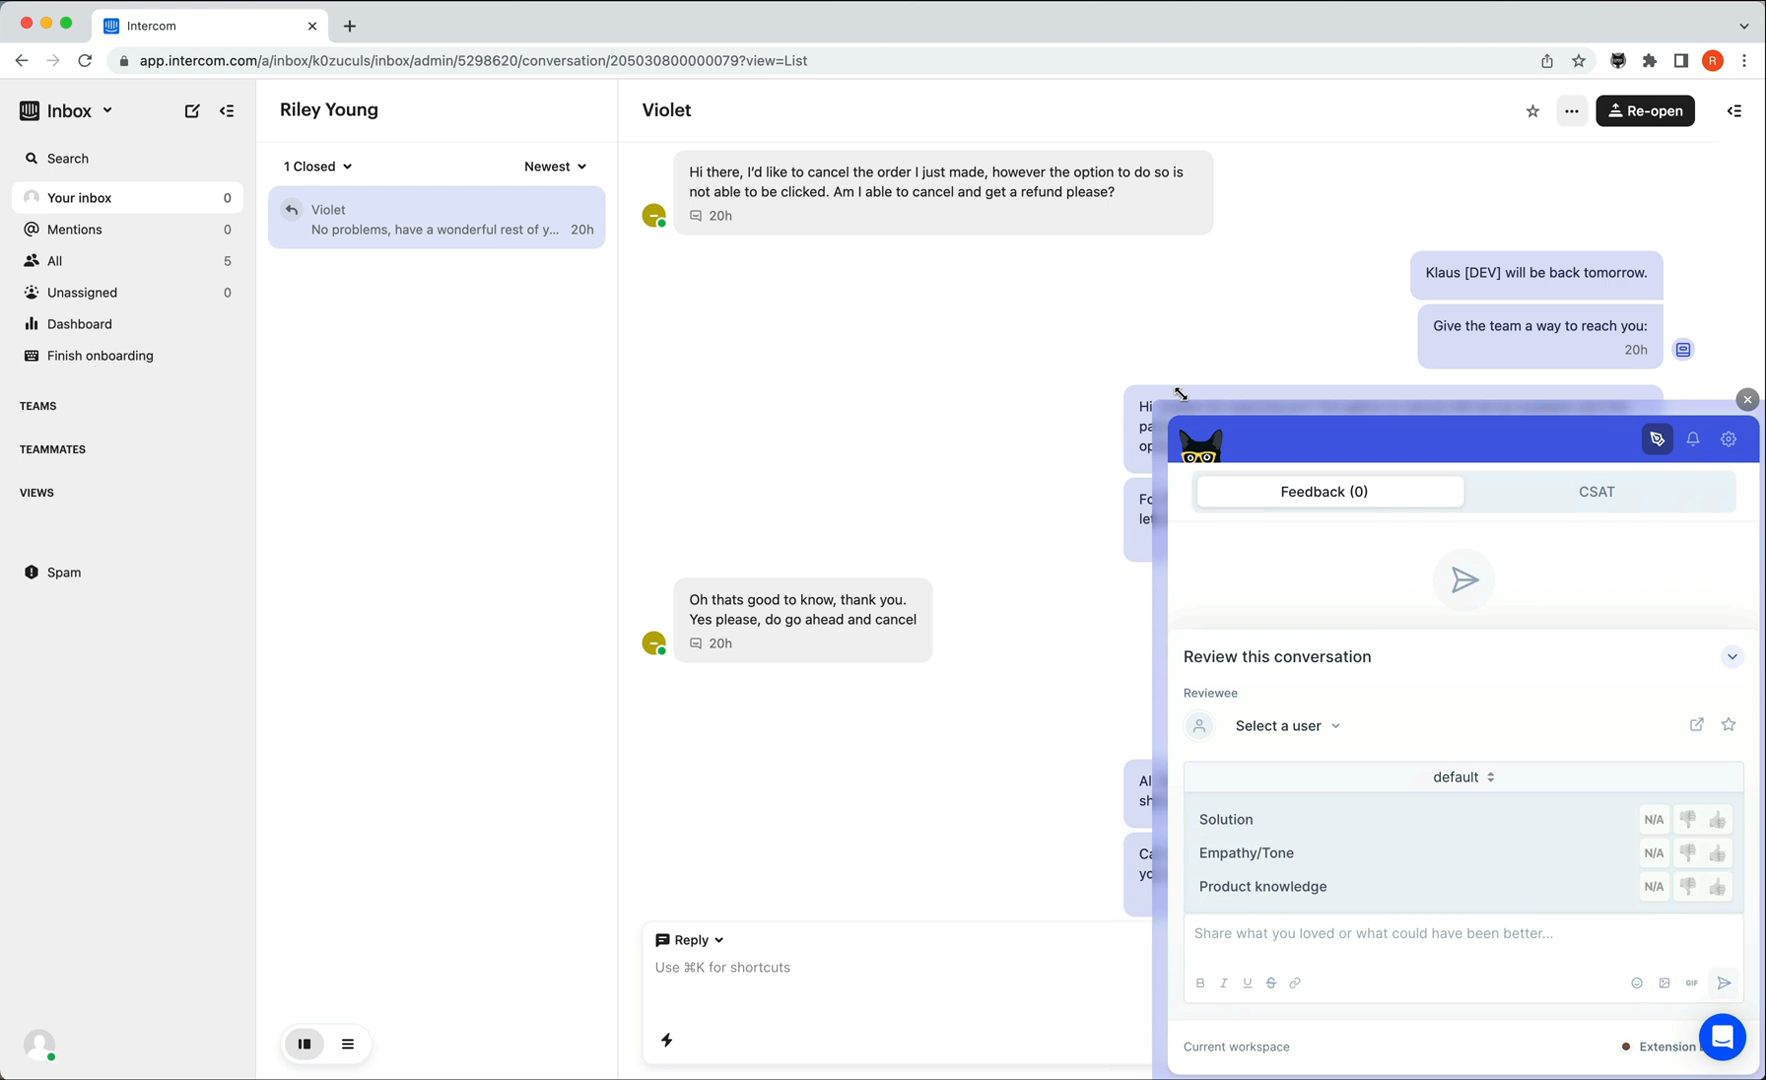 Intercom
app.intercom.com/a/inbox/k0zuculs/inbox/admin/5298620/conversation/205030800000079?view=List
R
Inbox
Search
Your inbox 0
Mentions 0
All 5
Unassigned 0
Dashboard
Finish onboarding
TEAMS
TEAMMATES
VIEWS
Spam
Riley Young
1 Closed
Newest
Violet
No problems, have a wonderful rest of y... 20h
Violet
Re-open
Hi there, I'd like to cancel the order I just made, however the option to do so is
not able to be clicked. Am I able to cancel and get a refund please?
20h
Klaus [DEV] will be back tomorrow.
Give the team a way to reach you:
20h
Hi
Oh thats good to know, thank you.
Yes please, do go ahead and cancel
20h
Reply
Use ⌘K for shortcuts
Feedback (0)
CSAT
Review this conversation
Reviewee
Select a user
default
Solution N/A
Empathy/Tone N/A
Product knowledge N/A
Share what you loved or what could have been better...
B I U S
GIF
Current workspace
Extension